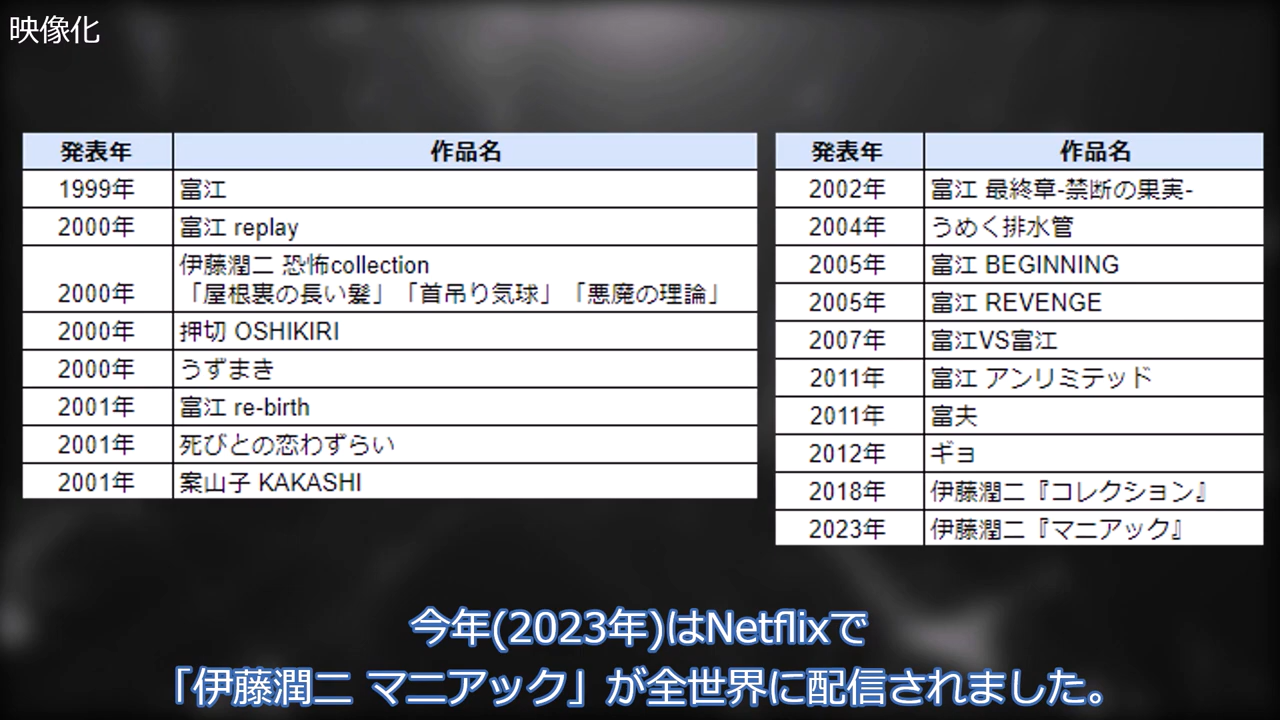 映像化
発表年 作品名
1999年 富江
2000年 富江 replay
伊藤潤二 恐怖collection
2000年 「屋根裏の長い髪」「首吊り気球」「悪魔の理論」
2000年 押切 OSHIKIRI
2000年 うずまき
2001年 富江 re-birth
2001年 死びとの恋わずらい
2001年 案山子 KAKASHI
発表年 作品名
2002年 富江 最終章-禁断の果実-
2004年 うめく排水管
2005年 富江 BEGINNING
2005年 富江 REVENGE
2007年 富江VS富江
2011年 富江 アンリミテッド
2011年 富夫
2012年 ギョ
2018年 伊藤潤二『コレクション』
2023年 伊藤潤二『マニアック』
今年(2023年)はNetflixで
「伊藤潤二 マニアック」が全世界に配信されました。